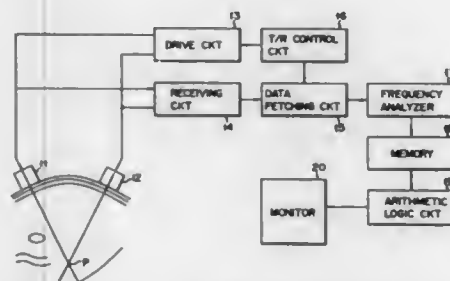 13
DRIVE CKT
16
T/R CONTROL
CKT
RECEIVING
CKT
14
DATA
FETCHING CKT
15
FREQUENCY
ANALYZER
MEMORY
ARITHMETIC
LOGIC CKT
20
MONITOR
11
12
P